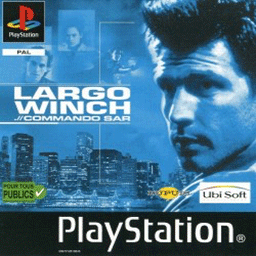 PlayStation
PAL
LARGO
WINCH
.// COMMANDO SAR
POUR TOUS
PUBLICS
Ubi Soft
PlayStation®